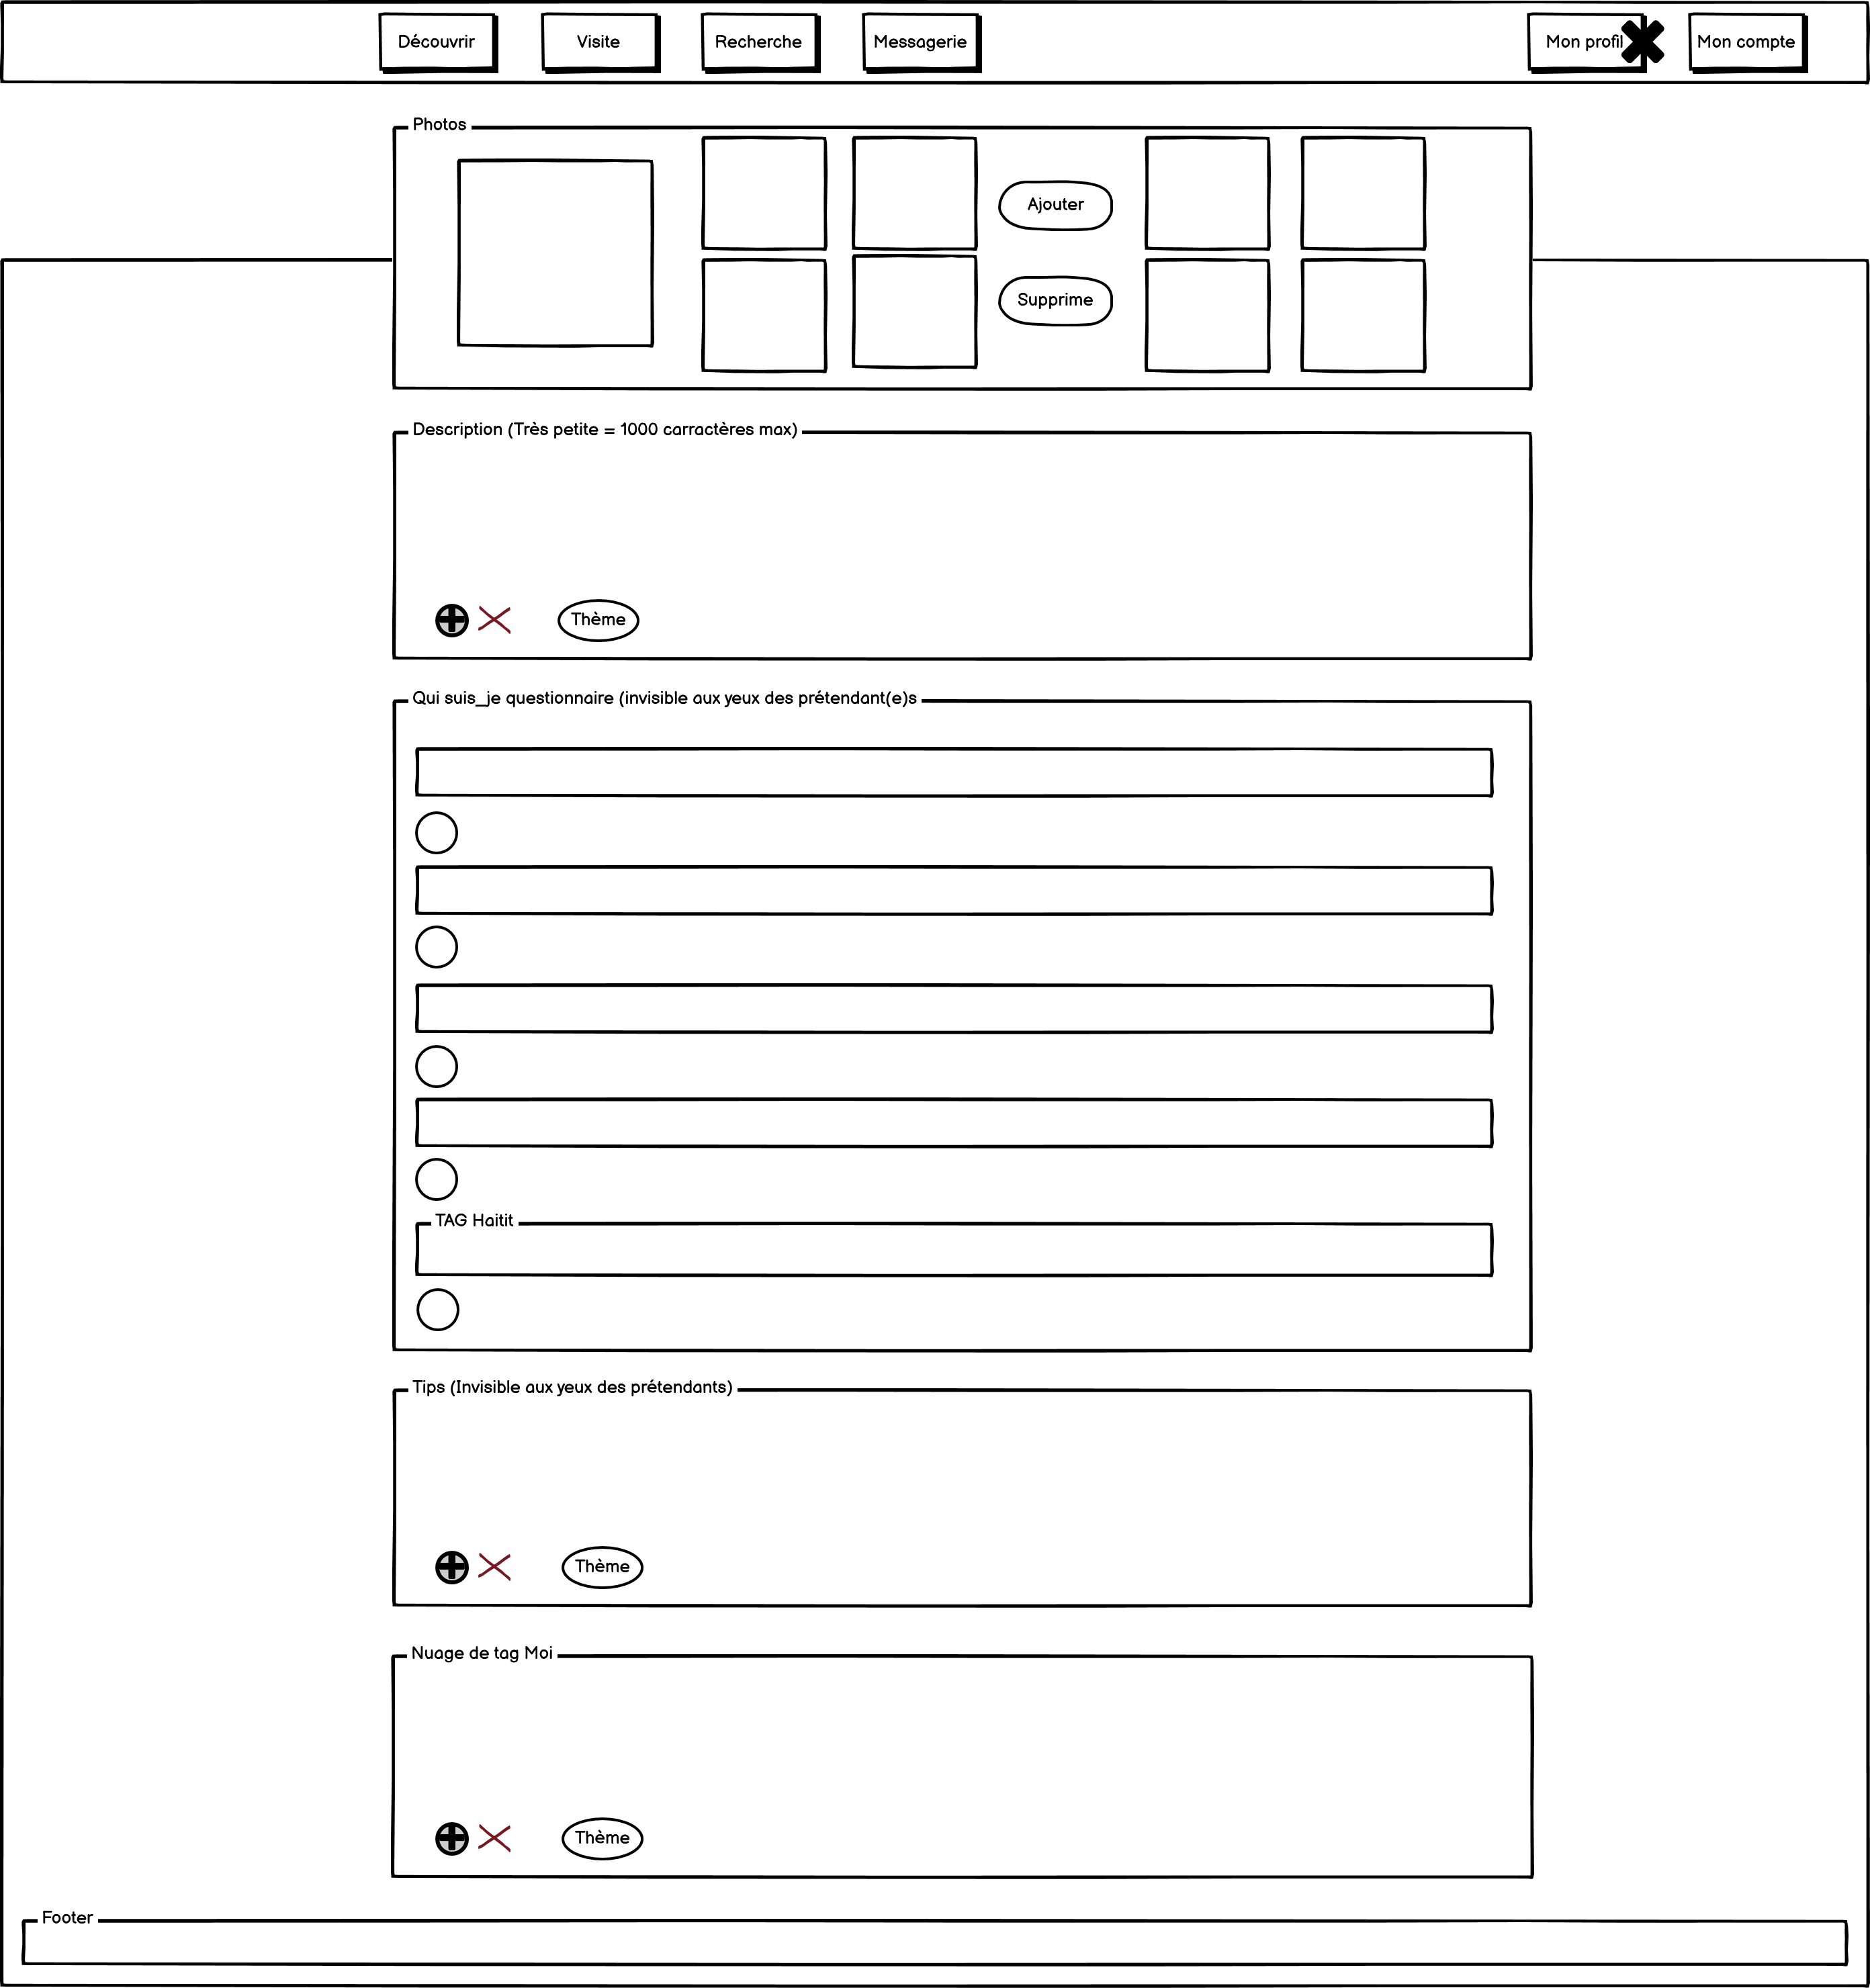 Découvrir
Visite
Recherche
Messagerie
Mon profil
Mon compte
Photos
Ajouter
Supprime
Description (Très petite = 1000 carractères max)
Thème
Qui suis_je questionnaire (invisible aux yeux des prétendant(e)s
TAG Haitit
Tips (Invisible aux yeux des prétendants)
Thème
Nuage de tag Moi
Thème
Footer